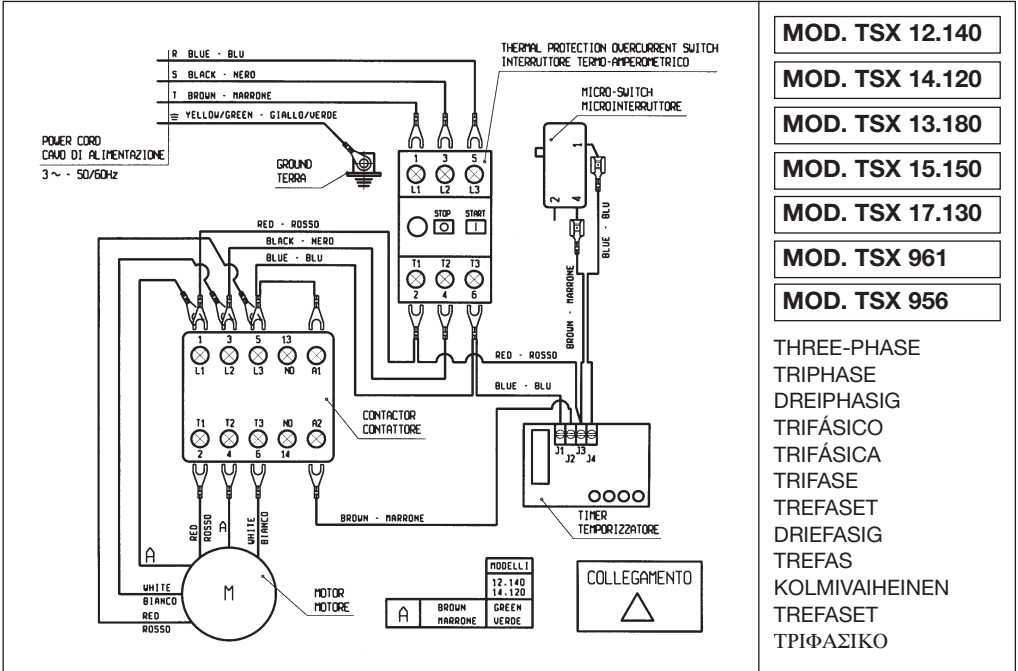 R BLUE - BLU
S BLACK - NERO
T BROWN - MARRONE
YELLOW/GREEN - GIALLO/VERDE
POWER CORD
CAVO DI ALIMENTAZIONE
3 ~ - 50/60Hz
GROUND
TERRA
THERMAL PROTECTION OVERCURRENT SWITCH
INTERRUTTORE TERMO-AMPEROMETRICO
MICRO-SWITCH
MICROINTERRUTTORE
1 3 5
L1 L2 L3
STOP START
O I
T1 T2 T3
2 4 6
1
2 4
BLUE - BLU
BROWN - MARRONE
RED - ROSSO
BLACK - NERO
BLUE - BLU
1 3 5 13
L1 L2 L3 NO A1
T1 T2 T3 NO A2
2 4 6 14
CONTACTOR
CONTATTORE
RED - ROSSO
BLUE - BLU
J1 J2 J3 J4
TIMER
TEMPORIZZATORE
BROWN - MARRONE
RED
ROSSO
A
WHITE
BIANCO
A
WHITE
BIANCO
RED
ROSSO
M
MOTOR
MOTORE
MODELLI
12.140
14.120
A BROWN GREEN
MARRONE VERDE
COLLEGAMENTO
MOD. TSX 12.140
MOD. TSX 14.120
MOD. TSX 13.180
MOD. TSX 15.150
MOD. TSX 17.130
MOD. TSX 961
MOD. TSX 956
THREE-PHASE
TRIPHASE
DREIPHASIG
TRIFÁSICO
TRIFÁSICA
TRIFASE
TREFASET
DRIEFASIG
TREFAS
KOLMIVAIHEINEN
TREFASET
ΤΡΙΦΑΣΙΚΟ